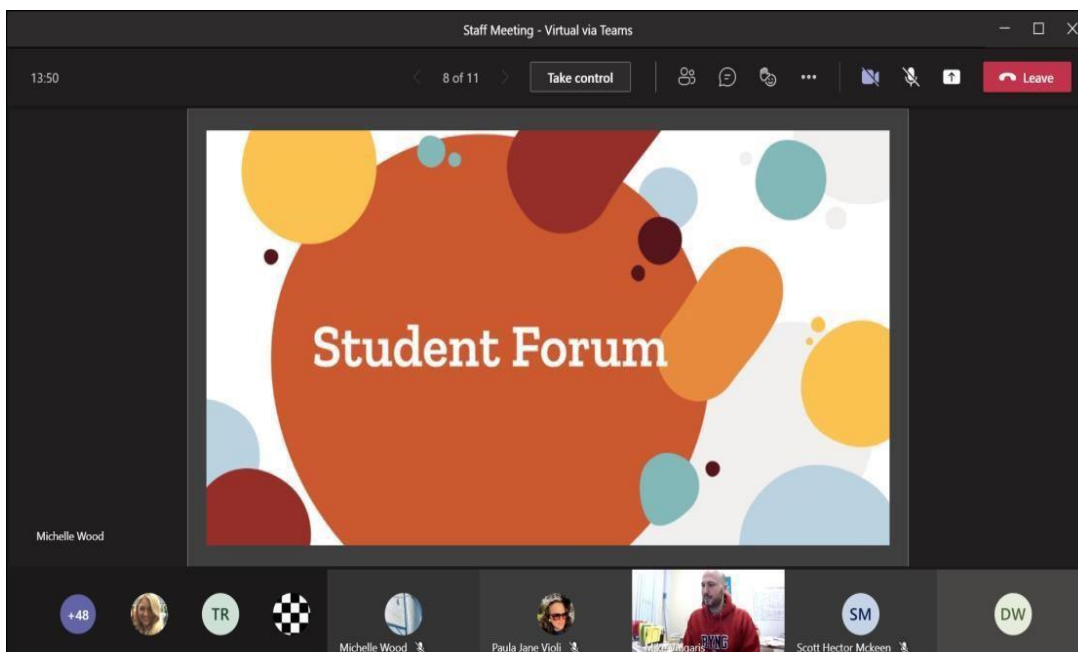 Staff Meeting - Virtual via Teams
13:50
8 of 11
Take control
Leave
Student Forum
Michelle Wood
+48
TR
SM
DW
Michelle Wood
Paula Jane Violi
Scott Hector Mckeen